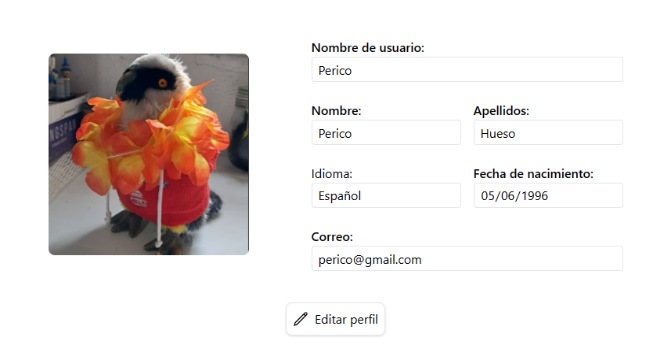 Nombre de usuario:
Perico
Nombre:
Apellidos:
Perico
Hueso
Idioma:
Fecha de nacimiento:
Español
05/06/1996
Correo:
perico@gmail.com
Editar perfil